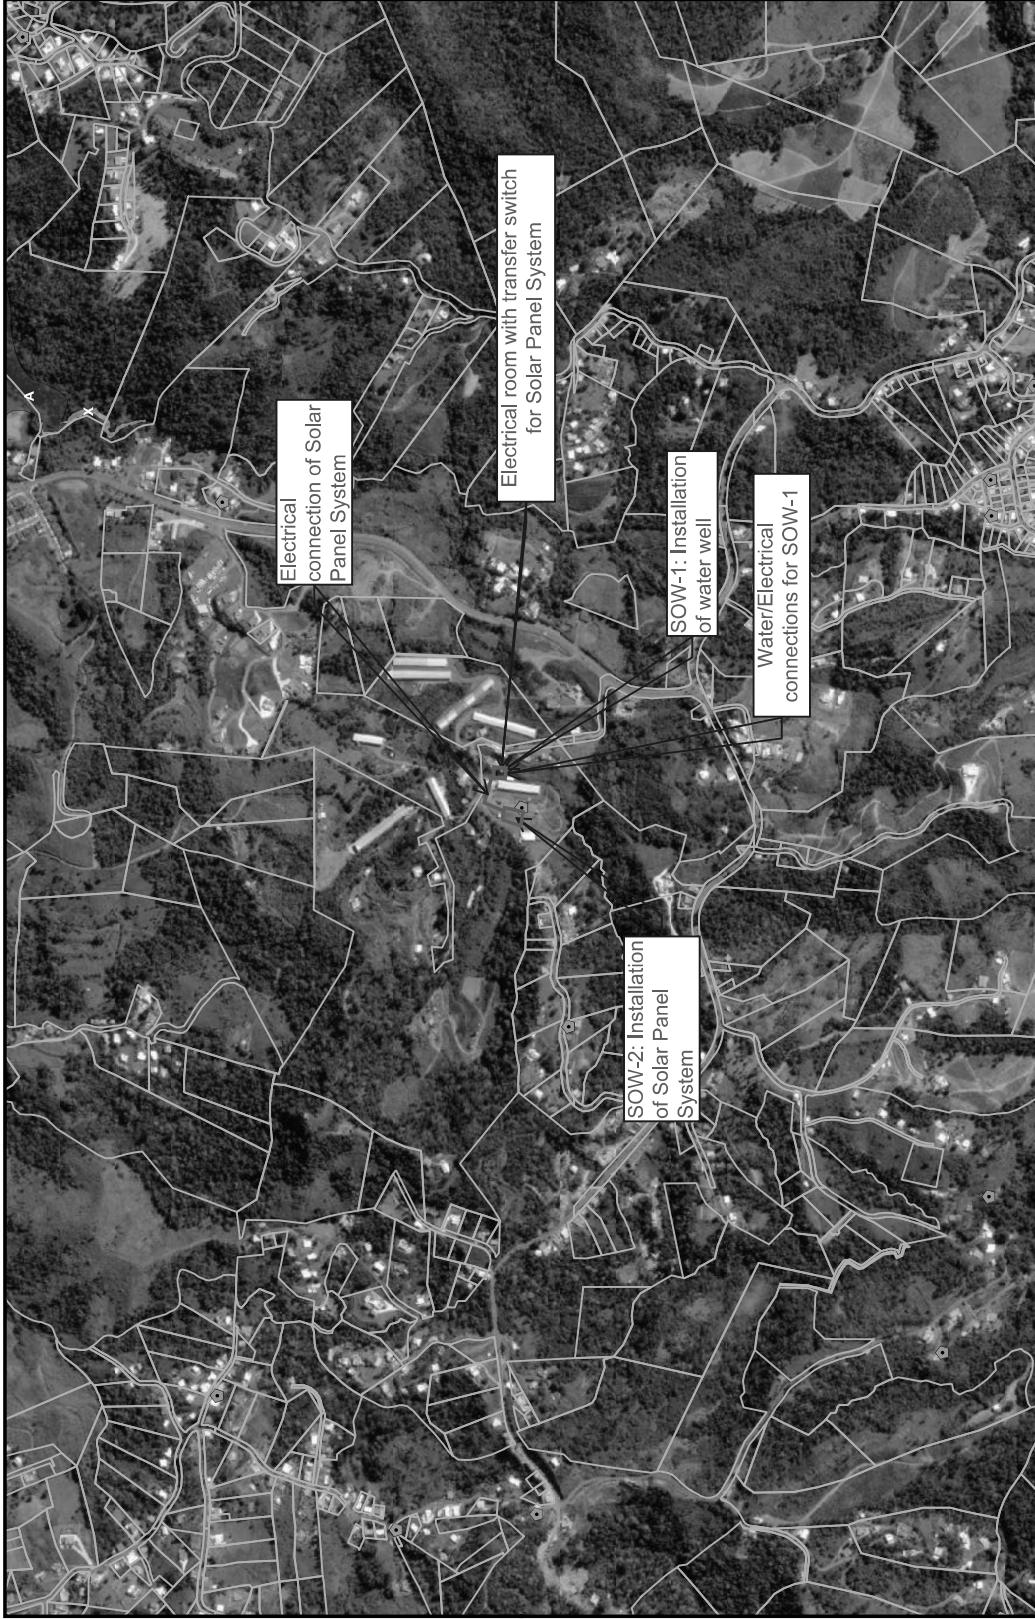 Electrical
connection of Solar
Panel System
Electrical room with transfer switch
for Solar Panel System
SOW-1: Installation
of water well
Water/Electrical
connections for SOW-1
SOW-2: Installation
of Solar Panel
System
A
X